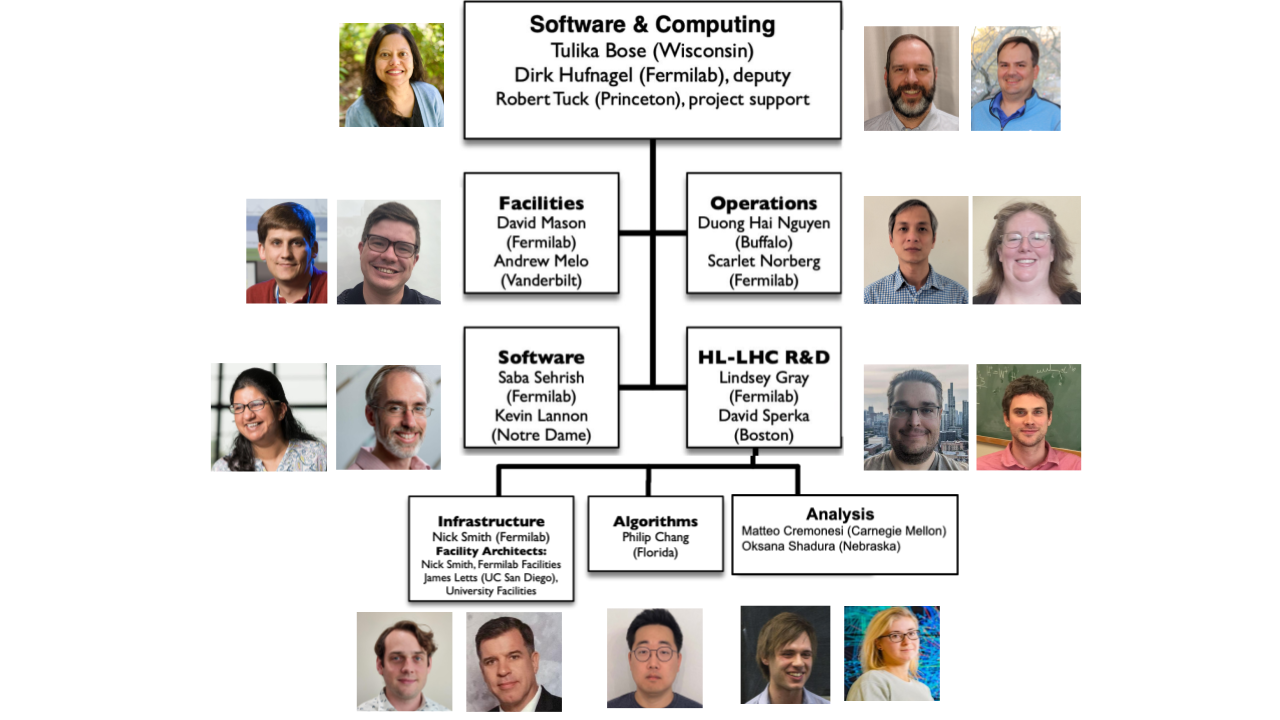 Software & Computing
Tulika Bose (Wisconsin)
Dirk Hufnagel (Fermilab), deputy
Robert Tuck (Princeton), project support
Facilities
David Mason
(Fermilab)
Andrew Melo
(Vanderbilt)
Operations
Duong Hai Nguyen
(Buffalo)
Scarlet Norberg
(Fermilab)
Software
Saba Sehrish
(Fermilab)
Kevin Lannon
(Notre Dame)
HL-LHC R&D
Lindsey Gray
(Fermilab)
David Sperka
(Boston)
Infrastructure
Nick Smith (Fermilab)
Facility Architects:
Nick Smith, Fermilab Facilities
James Letts (UC San Diego),
University Facilities
Algorithms
Philip Chang
(Florida)
Analysis
Matteo Cremonesi (Carnegie Mellon)
Oksana Shadura (Nebraska)